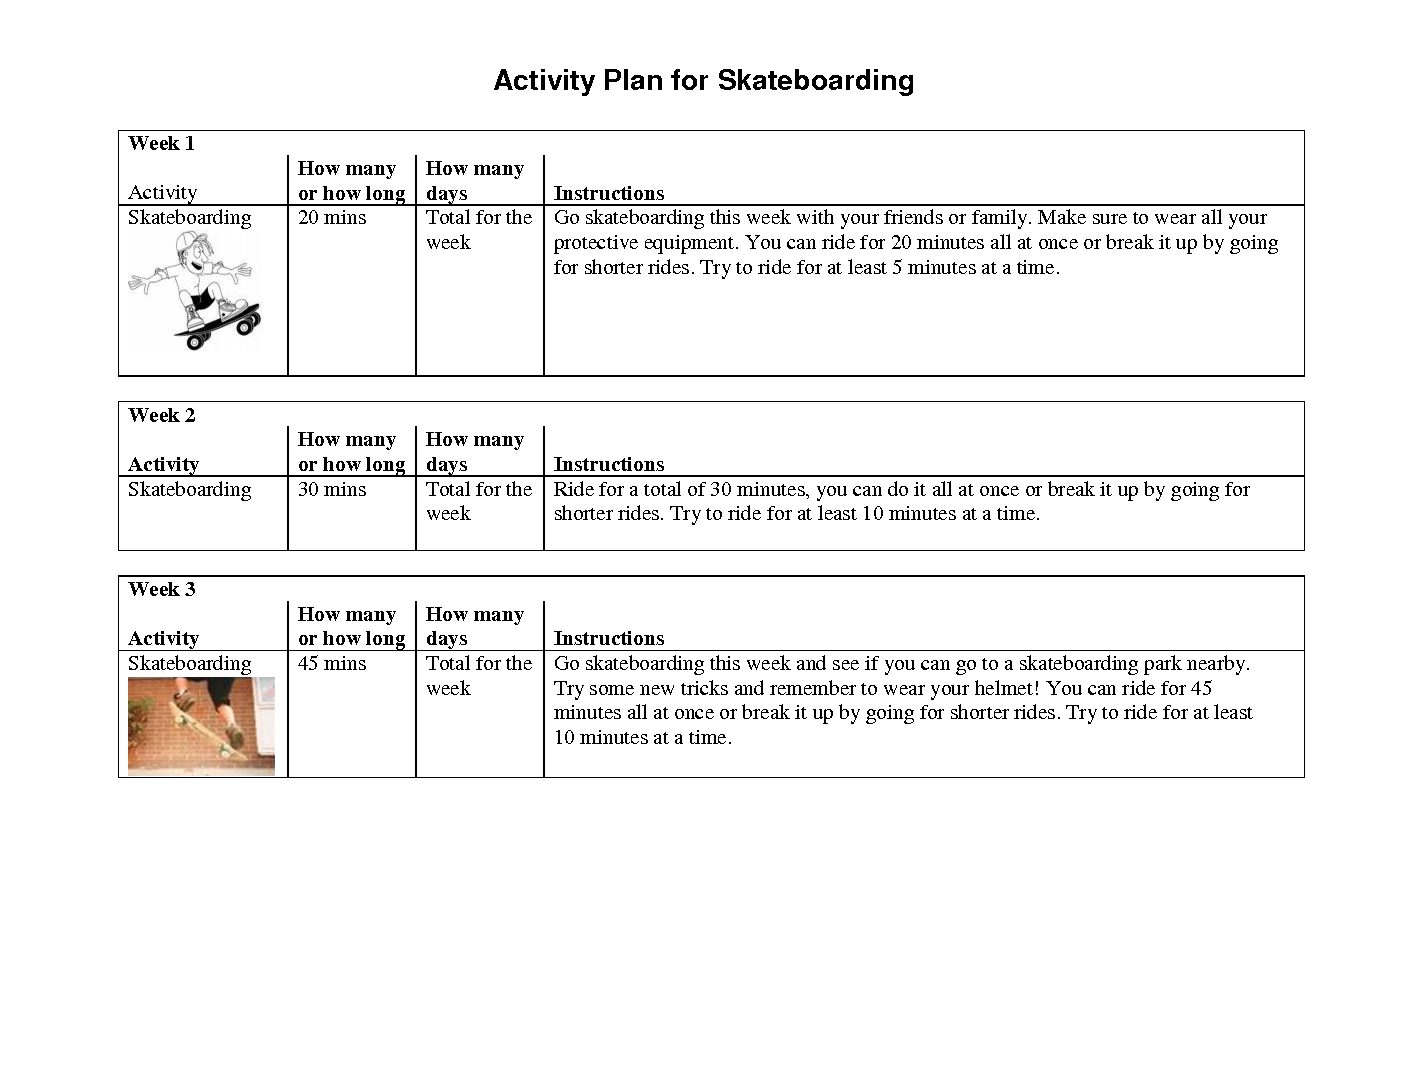 Activity Plan for Skateboarding
Week 1
Activity
How many
or how long
How many
days
Instructions
Skateboarding
20 mins
Total for the
week
Go skateboarding this week with your friends or family. Make sure to wear all your
protective equipment. You can ride for 20 minutes all at once or break it up by going
for shorter rides. Try to ride for at least 5 minutes at a time.
Week 2
Activity
How many
or how long
How many
days
Instructions
Skateboarding
30 mins
Total for the
week
Ride for a total of 30 minutes, you can do it all at once or break it up by going for
shorter rides. Try to ride for at least 10 minutes at a time.
Week 3
Activity
How many
or how long
How many
days
Instructions
Skateboarding
45 mins
Total for the
week
Go skateboarding this week and see if you can go to a skateboarding park nearby.
Try some new tricks and remember to wear your helmet! You can ride for 45
minutes all at once or break it up by going for shorter rides. Try to ride for at least
10 minutes at a time.